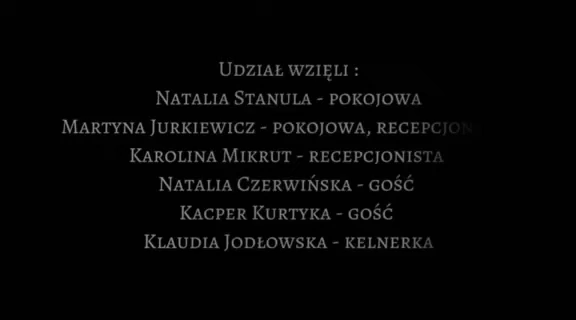 Udział wzięli :
Natalia Stanula - pokojowa
Martyna Jurkiewicz - pokojowa,
Karolina Mikrut - recepcjonista
Natalia Czerwińska - gość
Kacper Kurtyka - gość
Klaudia Jodłowska - kelnerka